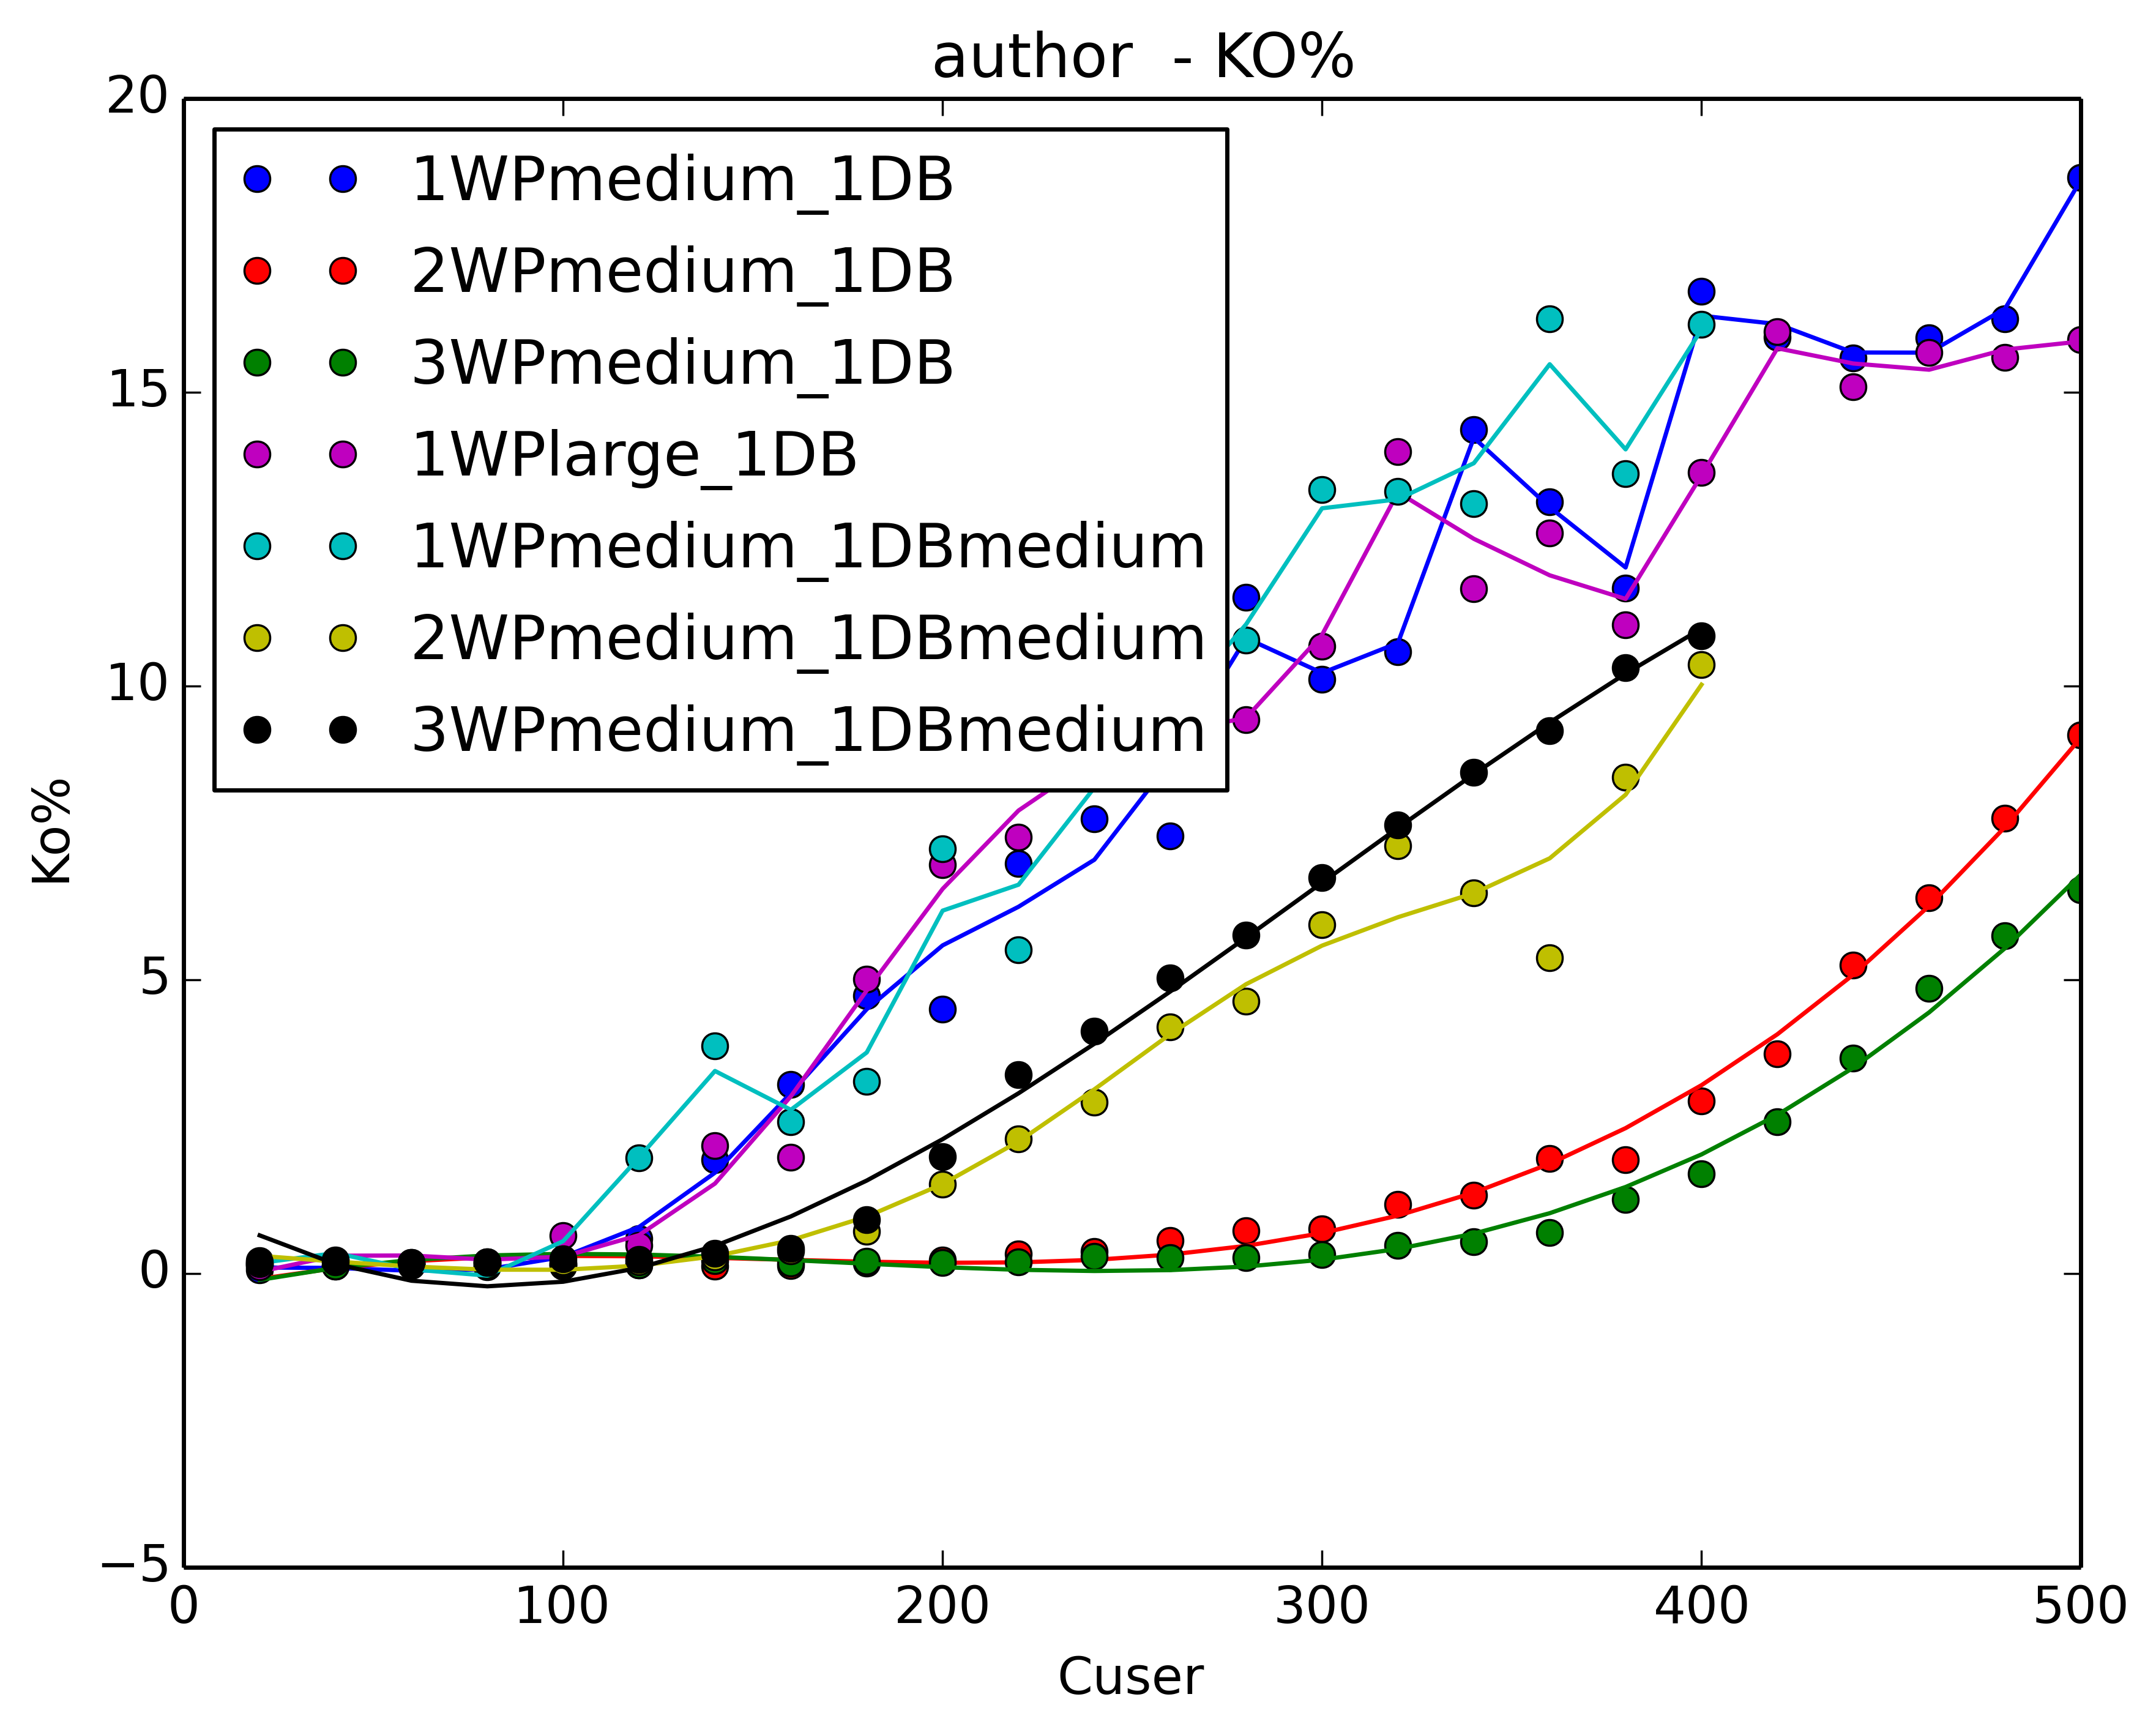 author - KO%
20
15
10
5
0
−5
Ko%
1WPmedium_1DB
2WPmedium_1DB
3WPmedium_1DB
1WPlarge_1DB
1WPmedium_1DBmedium
2WPmedium_1DBmedium
3WPmedium_1DBmedium
0 100 200 300 400 500
Cuser